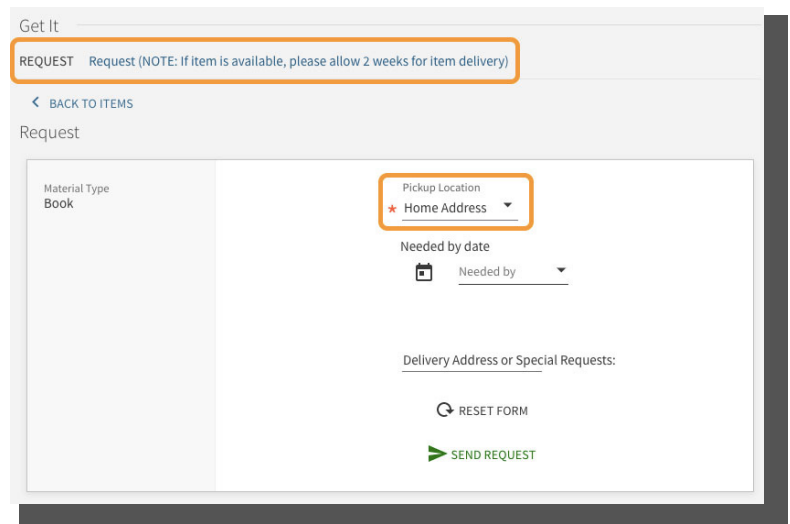 Get It
REQUEST Request (NOTE: If item is available, please allow 2 weeks for item delivery)
BACK TO ITEMS
Request
Material Type
Book
Pickup Location
* Home Address
Needed by date
Needed by
Delivery Address or Special Requests:
RESET FORM
SEND REQUEST